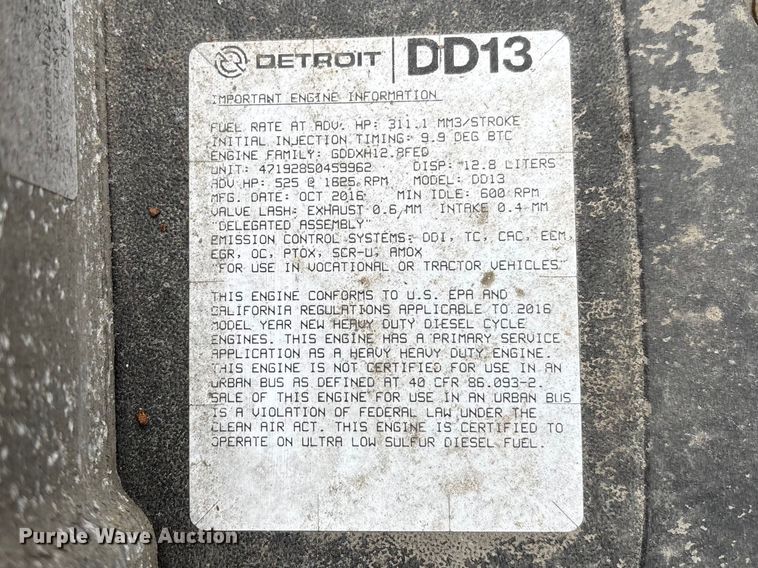 DETROIT DD13
IMPORTANT ENGINE INFORMATION
FUEL RATE AT ADV. HP: 311.1 MM3/STROKE
INITIAL INJECTION TIMING: 9.9 DEG BTC
ENGINE FAMILY: GDDXH12.8FED
UNIT: 471928S0459962 DISP: 12.8 LITERS
ADV HP: 525 @ 1625 RPM MODEL: DD13
MFG. DATE: OCT 2016 MIN IDLE: 600 RPM
VALVE LASH: EXHAUST 0.6 MM INTAKE 0.4 MM
"DELEGATED ASSEMBLY"
EMISSION CONTROL SYSTEMS: DDI, TC, CAC, EEM,
EGR, OC, PTOX, SCR-U, AMOX
"FOR USE IN VOCATIONAL OR TRACTOR VEHICLES"
THIS ENGINE CONFORMS TO U.S. EPA AND
CALIFORNIA REGULATIONS APPLICABLE TO 2016
MODEL YEAR NEW HEAVY DUTY DIESEL CYCLE
ENGINES. THIS ENGINE HAS A PRIMARY SERVICE
APPLICATION AS A HEAVY HEAVY DUTY ENGINE.
THIS ENGINE IS NOT CERTIFIED FOR USE IN AN
URBAN BUS AS DEFINED AT 40 CFR 86.093-2.
SALE OF THIS ENGINE FOR USE IN AN URBAN BUS
IS A VIOLATION OF FEDERAL LAW UNDER THE
CLEAN AIR ACT. THIS ENGINE IS CERTIFIED TO
OPERATE ON ULTRA LOW SULFUR DIESEL FUEL.
Purple Wave Auction